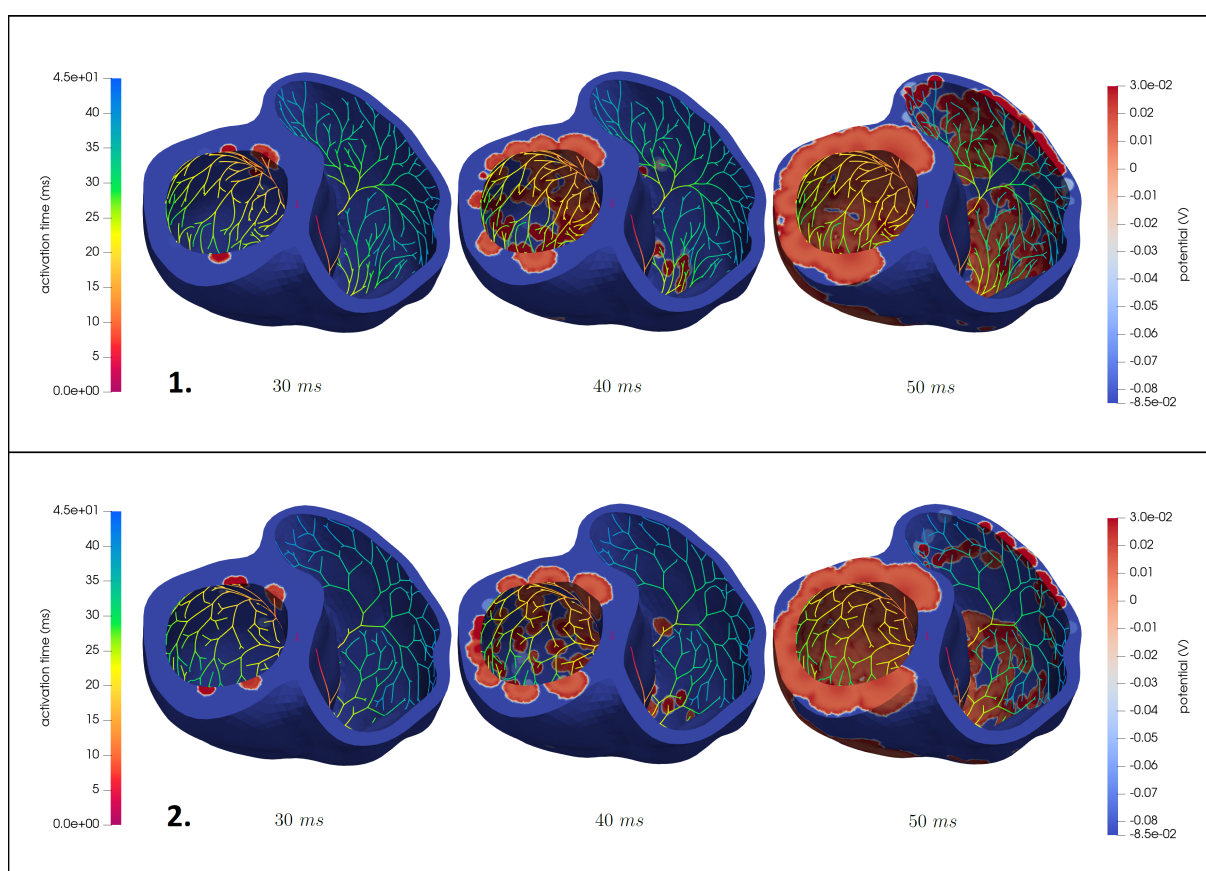 4.5e+01
40
35
30
25
20
15
10
5
0.0e+00
activation time (ms)
1.
30 ms
40 ms
50 ms
3.0e-02
0.02
0.01
0
-0.01
-0.02
-0.03
-0.04
-0.05
-0.06
-0.07
-0.08
-8.5e-02
potential (V)
4.5e+01
40
35
30
25
20
15
10
5
0.0e+00
activation time (ms)
2.
30 ms
40 ms
50 ms
3.0e-02
0.02
0.01
0
-0.01
-0.02
-0.03
-0.04
-0.05
-0.06
-0.07
-0.08
-8.5e-02
potential (V)